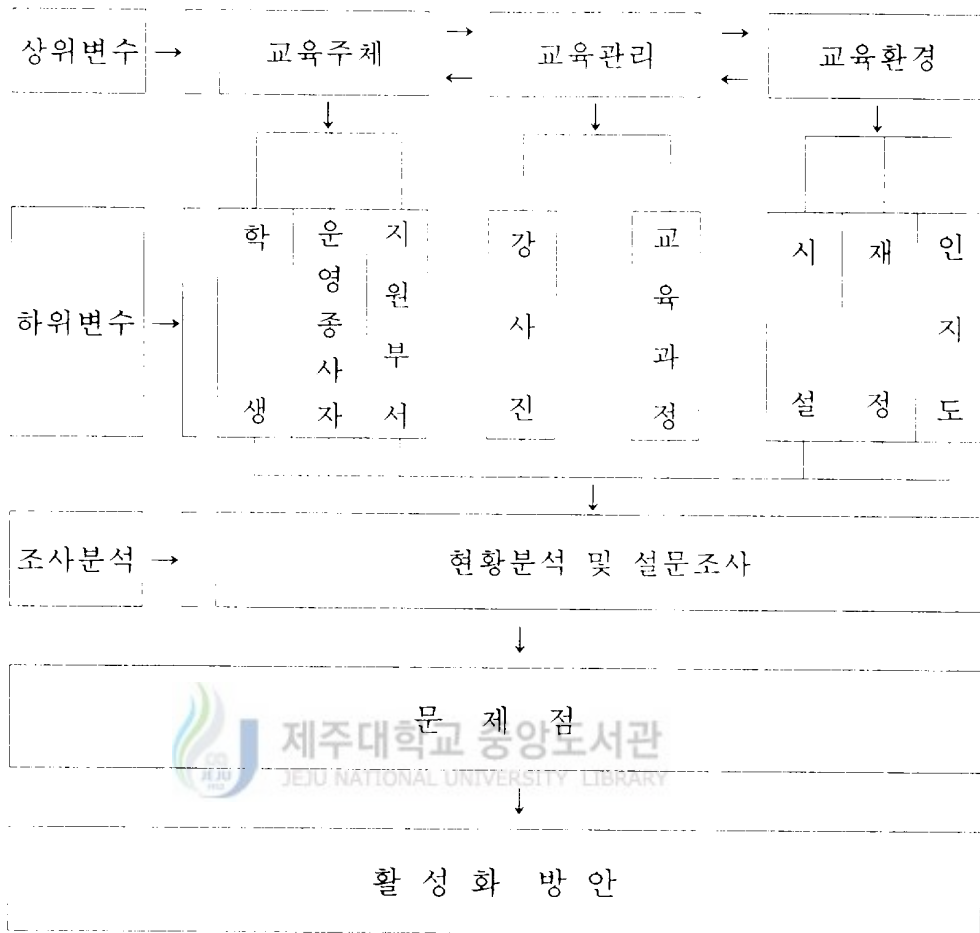 상위변수 → 교육주체 → ← 교육관리 → ← 교육환경
하위변수 →
학생
운영종사자
지원부서
강사진
교육과정
시설
재정
인지도
조사분석 → 현황분석 및 설문조사
문 제 점
제주대학교 중앙도서관
JEJU NATIONAL UNIVERSITY LIBRARY
활 성 화 방 안